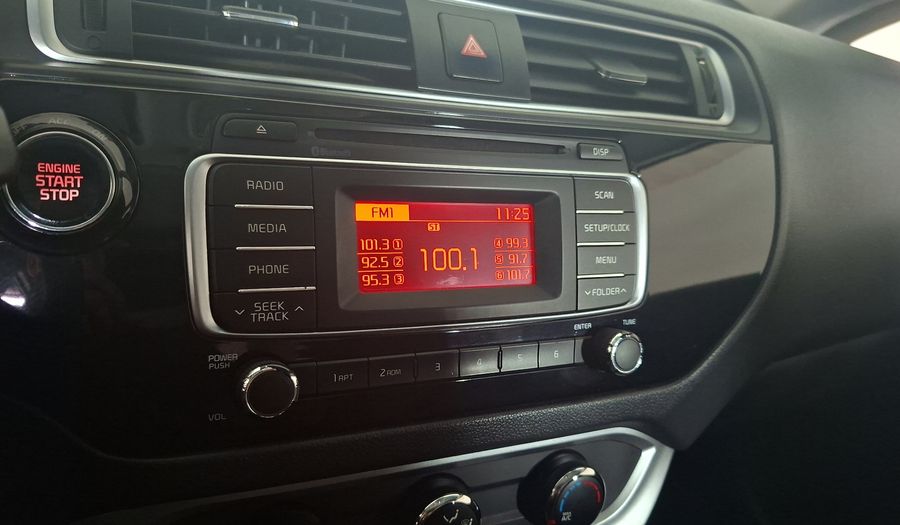 ENGINE
START
STOP
Bluetooth
DISP
RADIO
MEDIA
PHONE
SEEK
TRACK
FM1 11:25
ST
101.3 1
92.5 2
95.3 3
100.1
4 99.3
5 91.7
6 101.7
SCAN
SETUP/CLOCK
MENU
FOLDER
POWER
PUSH
VOL
1 RPT
2 RDM
3
4
5
6
ENTER
TUNE
A/C